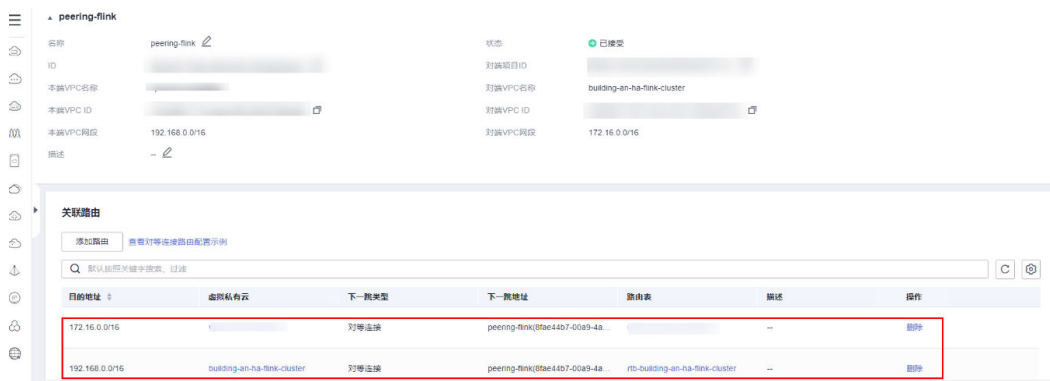 peering-flink
名称 peering-flink 状态 已接受
ID 对端项目ID
本端VPC名称 对端VPC名称 building-an-ha-flink-cluster
本端VPC ID 对端VPC ID
本端VPC网段 192.168.0.0/16 对端VPC网段 172.16.0.0/16
描述 --
关联路由
添加路由 查看对等连接路由配置示例
默认按照关键字搜索、过滤
目的地址 虚拟私有云 下一跳类型 下一跳地址 路由表 描述 操作
172.16.0.0/16 对等连接 peering-flink(8fae44b7-00a9-4a... -- 删除
192.168.0.0/16 building-an-ha-flink-cluster 对等连接 peering-flink(8fae44b7-00a9-4a... rtb-building-an-ha-flink-cluster -- 删除